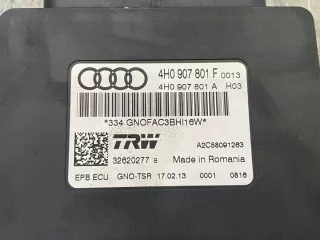 4H0 907 801 F 0013
4H0 907 801 A H03
*334 GNOFAC3BHI16W*
TRW
A2C58091263
32620277 B
Made in Romania
EPB ECU GNO-TSR 17.02.13 0001 0816